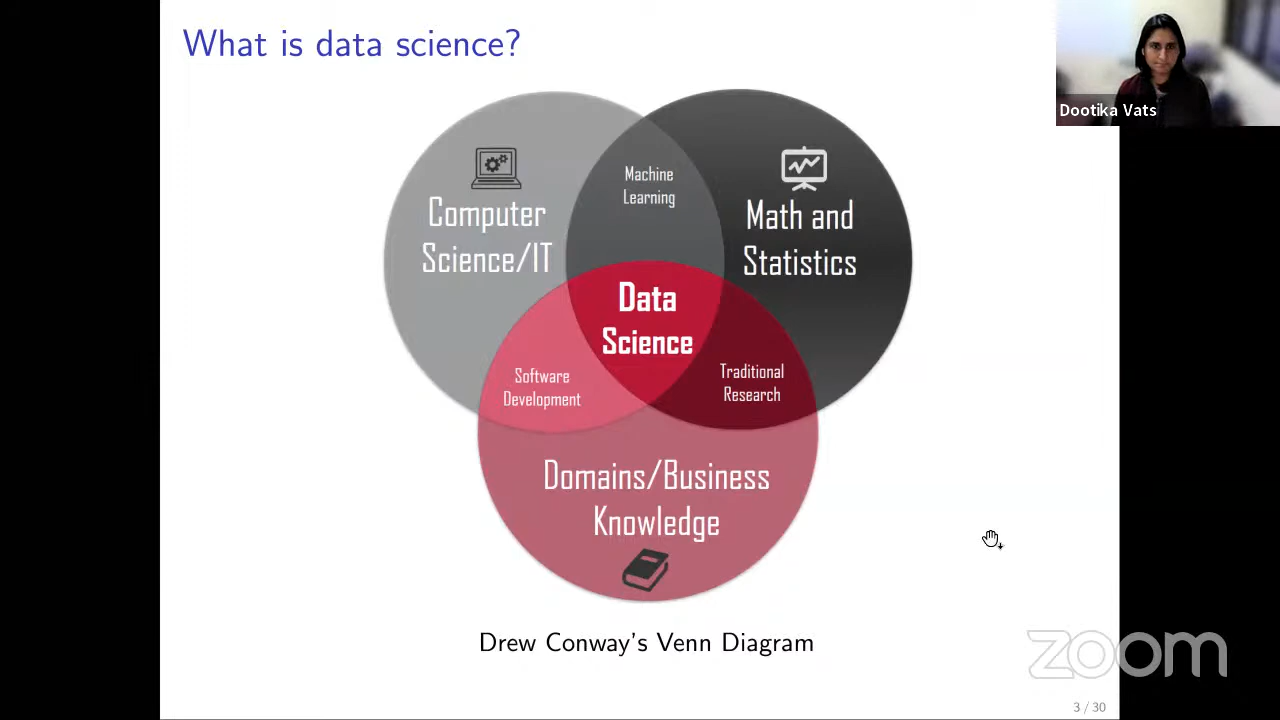 What is data science?
Dootika Vats
Machine
Learning
Computer
Science/IT
Math and
Statistics
Data
Science
Software
Development
Traditional
Research
Domains/Business
Knowledge
Drew Conway's Venn Diagram
zoom
3 / 30